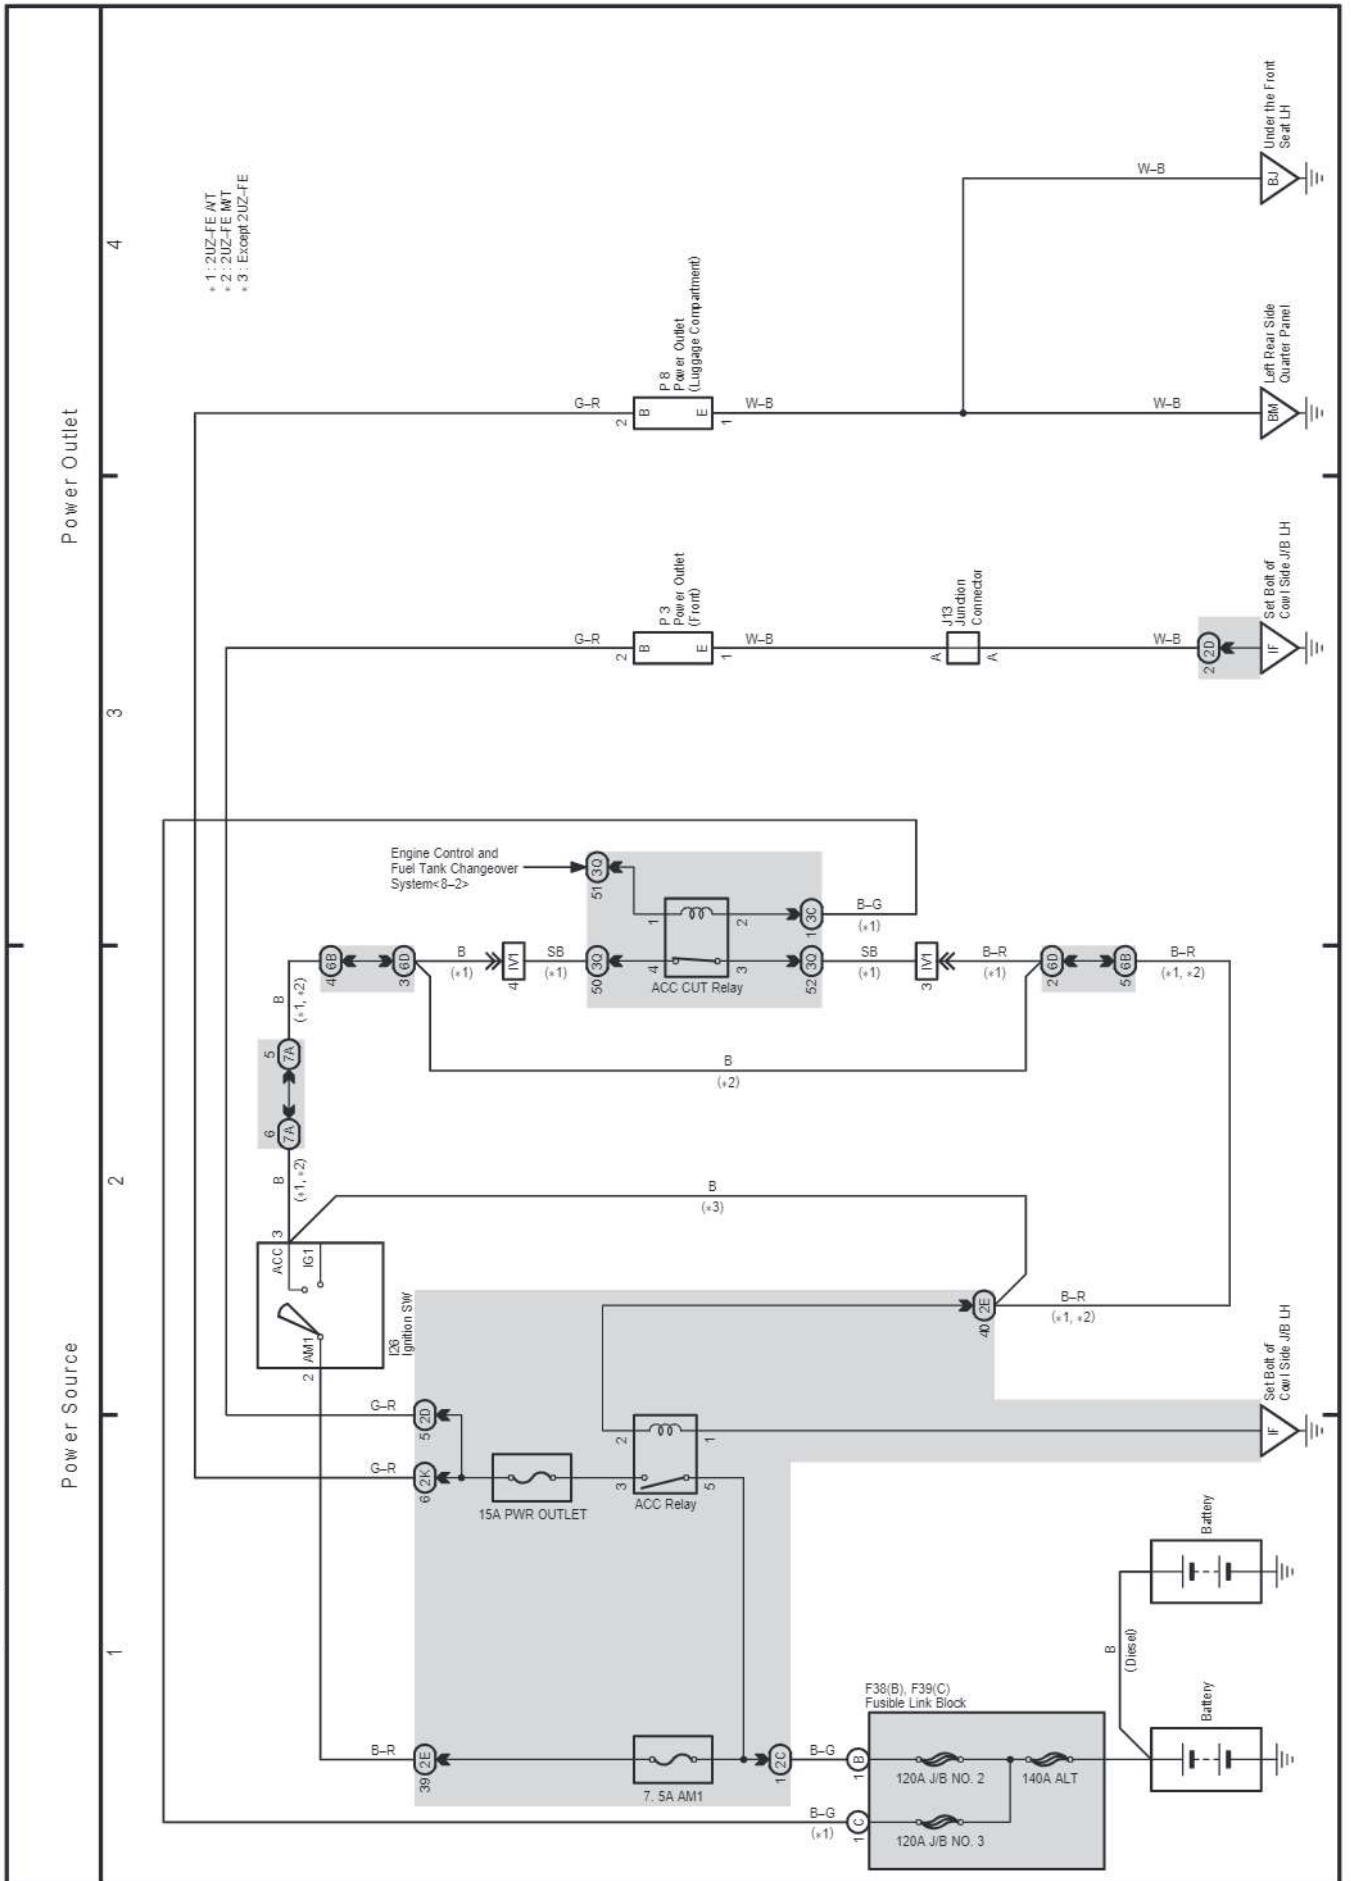 Power Source
Power Outlet
1
2
3
4
* 1 : 2UZ–FE A/T
* 2 : 2UZ–FE M/T
* 3 : Except 2UZ–FE
Engine Control and
Fuel Tank Changeover
System<8–2>
51
3Q
1
2
1
3C
B–G
(*1)
4
6B
3
6D
B
(*1)
4
IV1
SB
(*1)
50
3Q
4
3
ACC CUT Relay
52
3Q
SB
(*1)
3
IV1
B–R
(*1)
2
6D
5
6B
B–R
(*1, *2)
B
(*1, *2)
5
7A
6
7A
B
(*1, *2)
B
(*2)
B
(*3)
ACC
3
IG1
2
AM1
I26
Ignition SW
40
2E
B–R
(*1, *2)
G–R
5
2D
G–R
6
2K
15A PWR OUTLET
2
1
3
5
ACC Relay
IF
Set Bolt of
Cowl Side J/B LH
B–R
39
2E
7. 5A AM1
1
2C
B–G
1
B
B–G
(*1)
1
C
F38(B), F39(C)
Fusible Link Block
120A J/B NO. 2
140A ALT
120A J/B NO. 3
B
(Diesel)
Battery
Battery
G–R
2
B
E
1
P 3
Power Outlet
(Front)
W–B
A
A
J13
Junction
Connector
W–B
2
2D
IF
Set Bolt of
Cowl Side J/B LH
G–R
2
B
E
1
P 8
Power Outlet
(Luggage Compartment)
W–B
W–B
BM
Left Rear Side
Quarter Panel
W–B
BJ
Under the Front
Seat LH